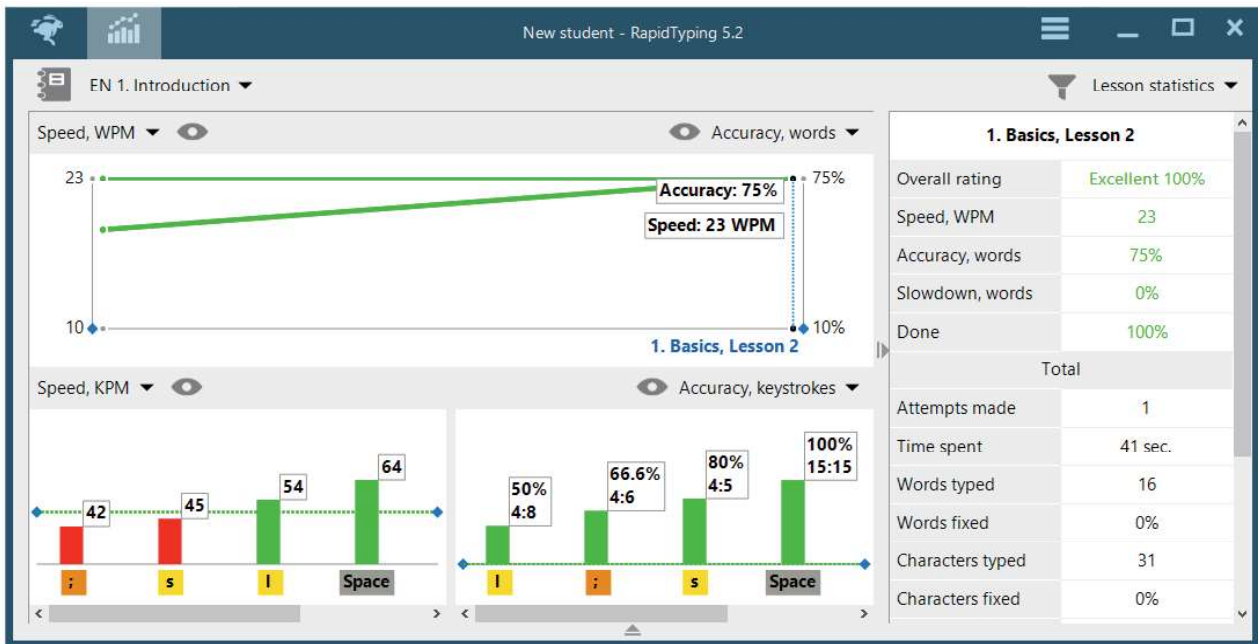 New student - RapidTyping 5.2
EN 1. Introduction
Lesson statistics
Speed, WPM
Accuracy, words
23
75%
Accuracy: 75%
Speed: 23 WPM
10
10%
1. Basics, Lesson 2
Speed, KPM
42
45
54
64
;
s
l
Space
Accuracy, keystrokes
50%
4:8
66.6%
4:6
80%
4:5
100%
15:15
l
;
s
Space
1. Basics, Lesson 2
Overall rating Excellent 100%
Speed, WPM 23
Accuracy, words 75%
Slowdown, words 0%
Done 100%
Total
Attempts made 1
Time spent 41 sec.
Words typed 16
Words fixed 0%
Characters typed 31
Characters fixed 0%